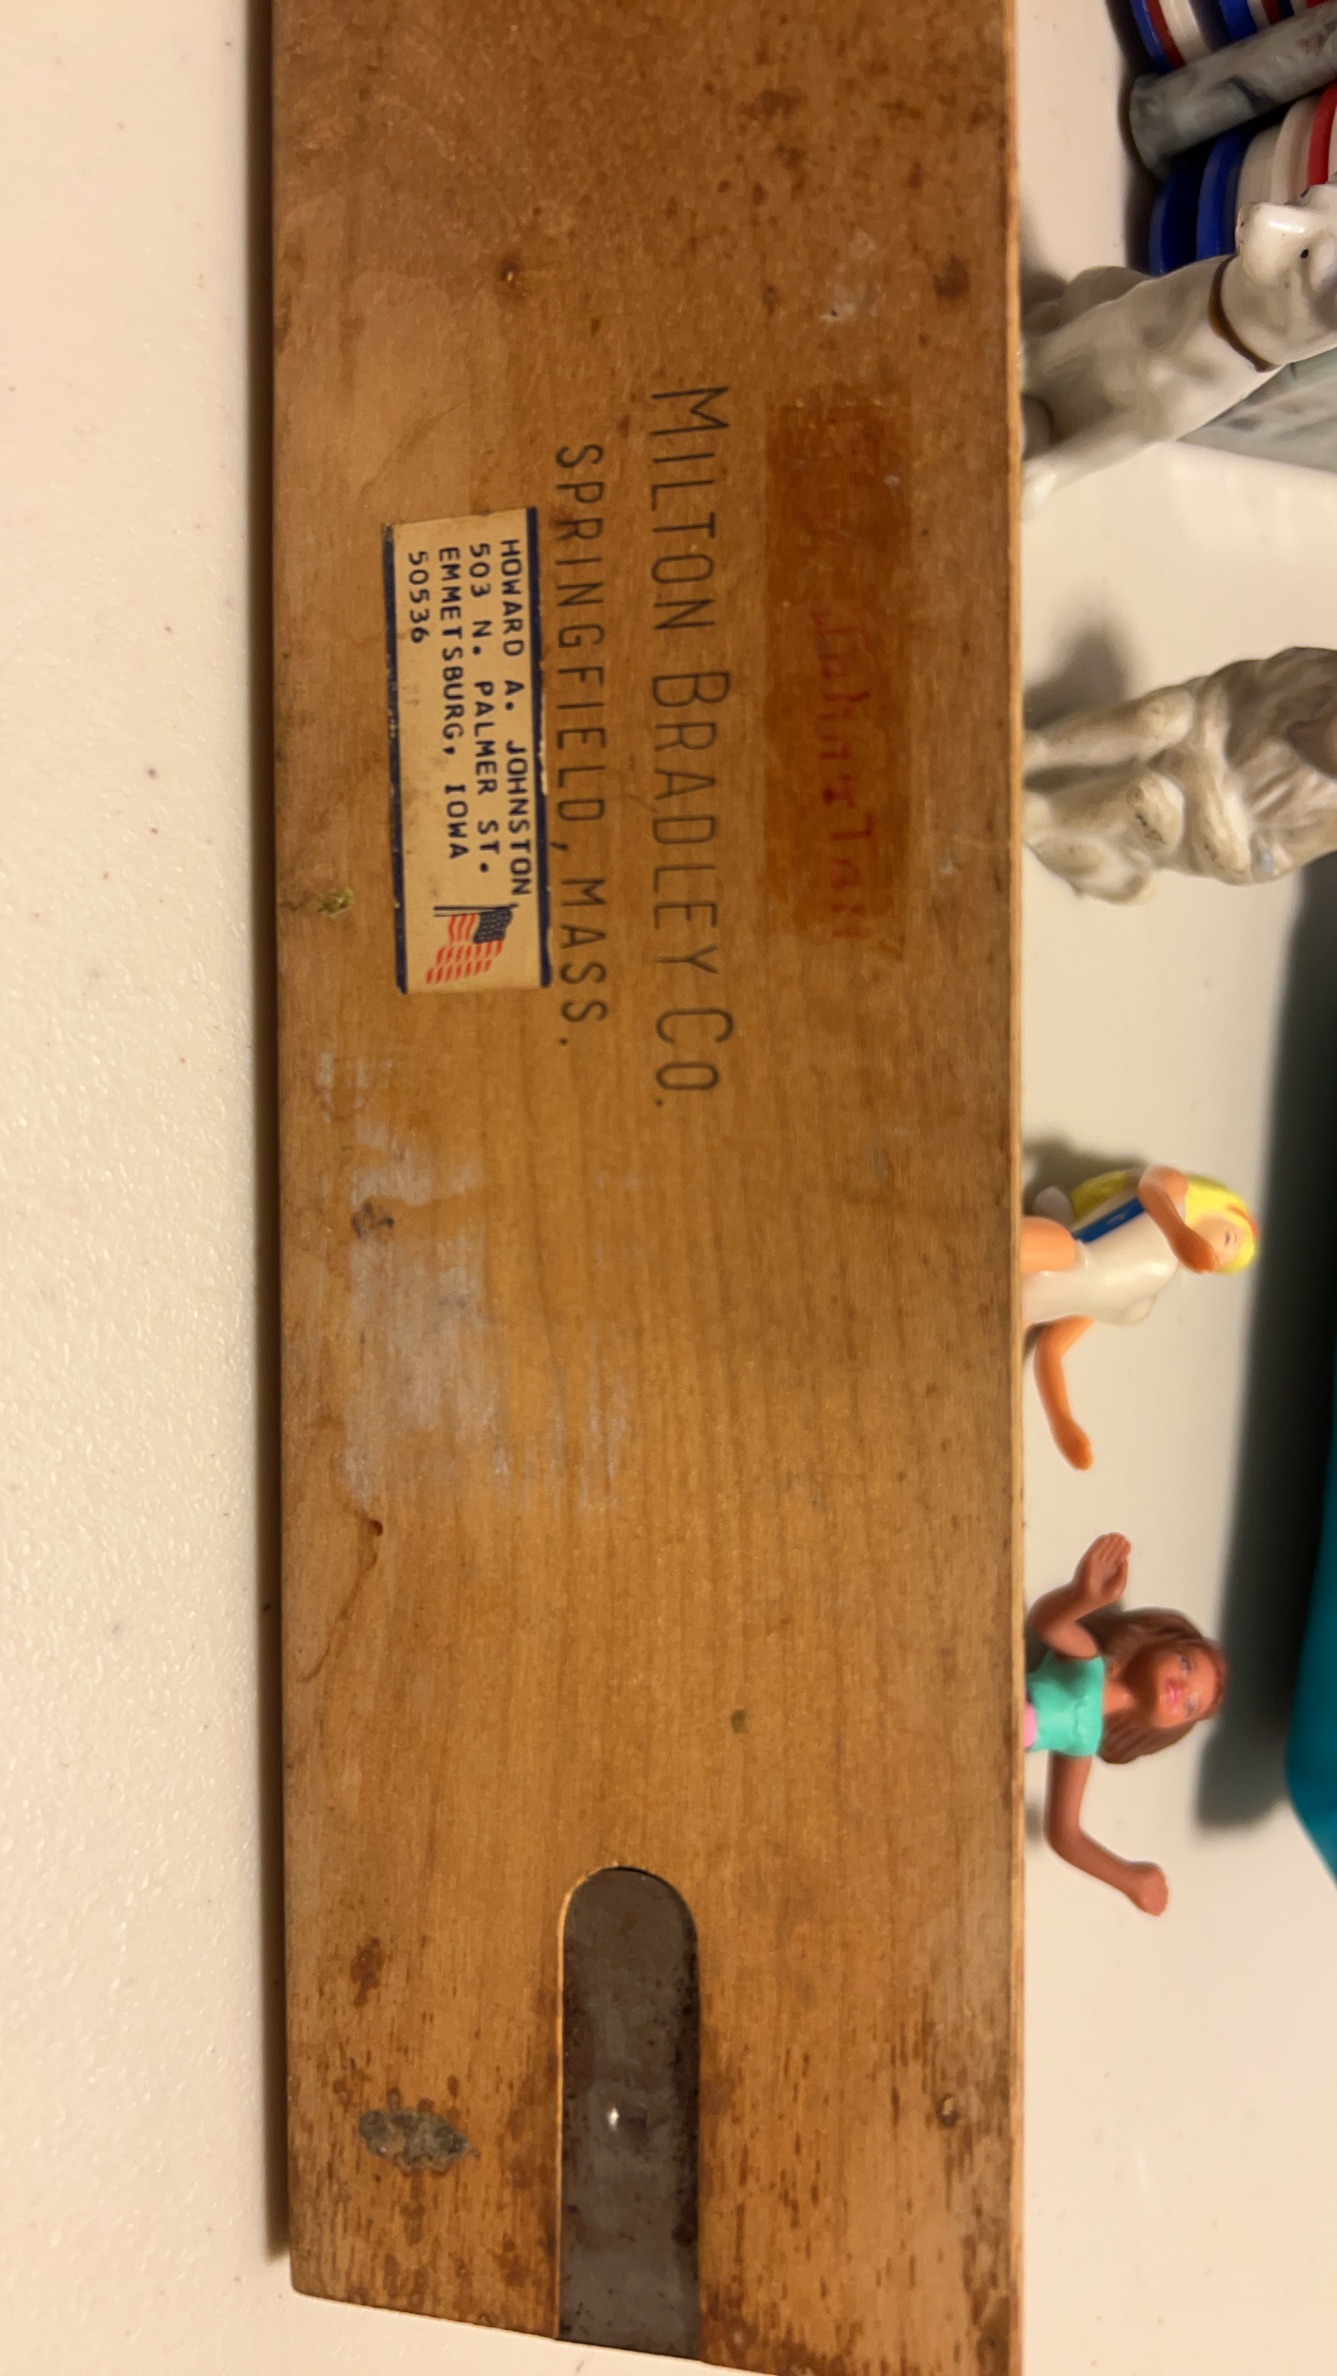 MILTON BRADLEY CO.
SPRINGFIELD, MASS.
HOWARD A. JOHNSTON
503 N. PALMER ST.
EMMETSBURG, IOWA
50536